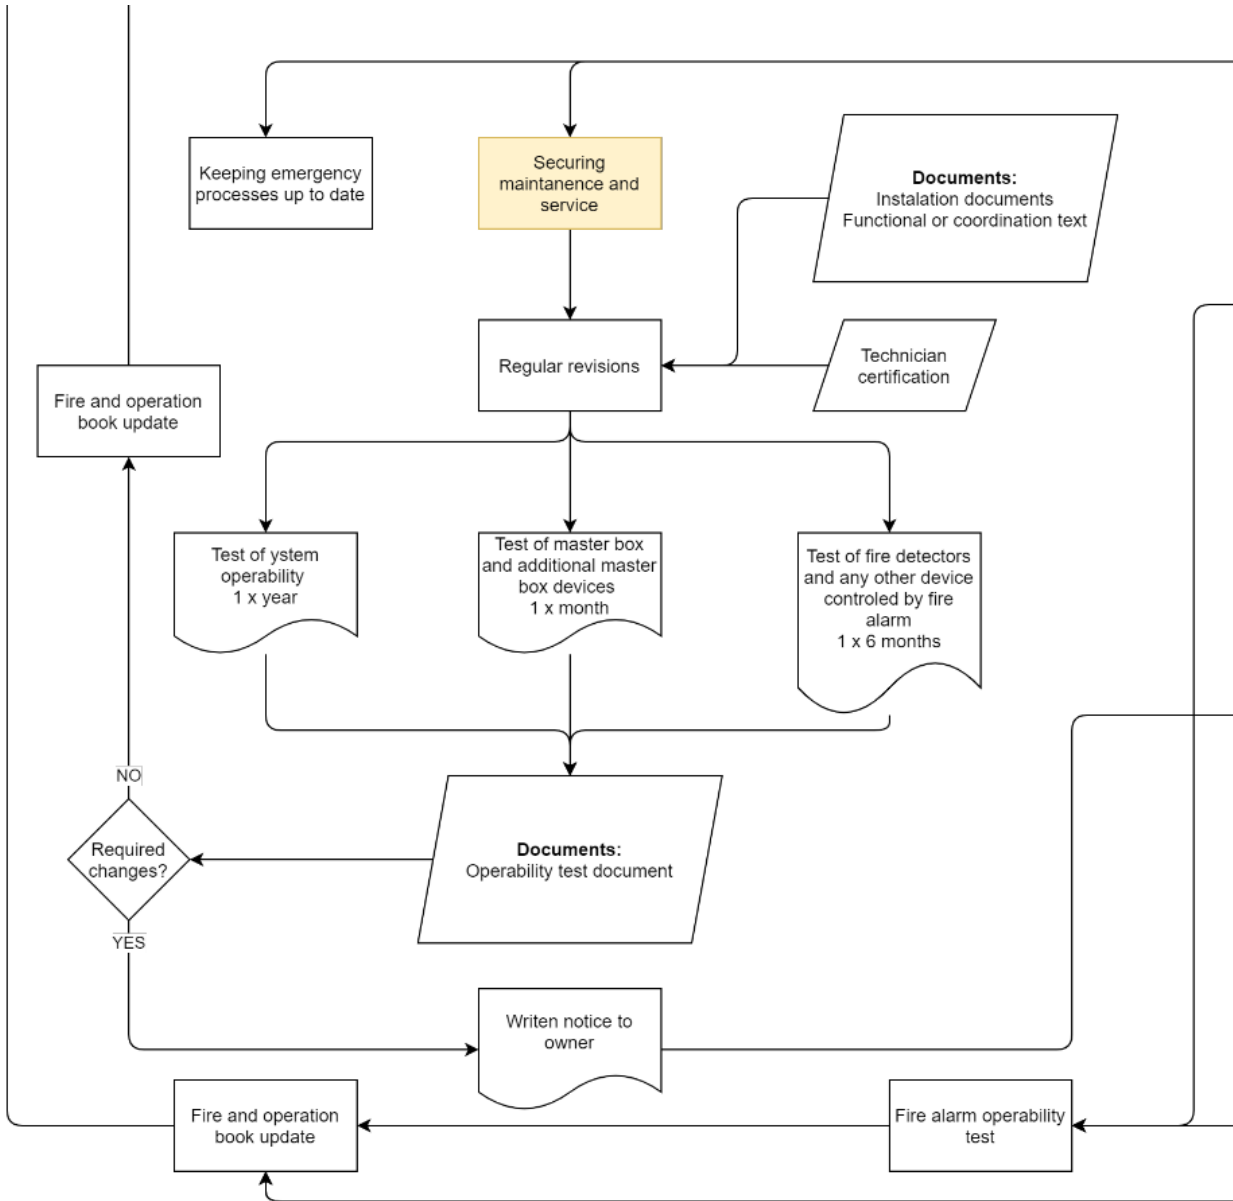 Keeping emergency
processes up to date
Securing
maintanence and
service
Documents:
Instalation documents
Functional or coordination text
Regular revisions
Technician
certification
Fire and operation
book update
Test of ystem
operability
1 x year
Test of master box
and additional master
box devices
1 x month
Test of fire detectors
and any other device
controled by fire
alarm
1 x 6 months
NO
Required
changes?
YES
Documents:
Operability test document
Writen notice to
owner
Fire and operation
book update
Fire alarm operability
test